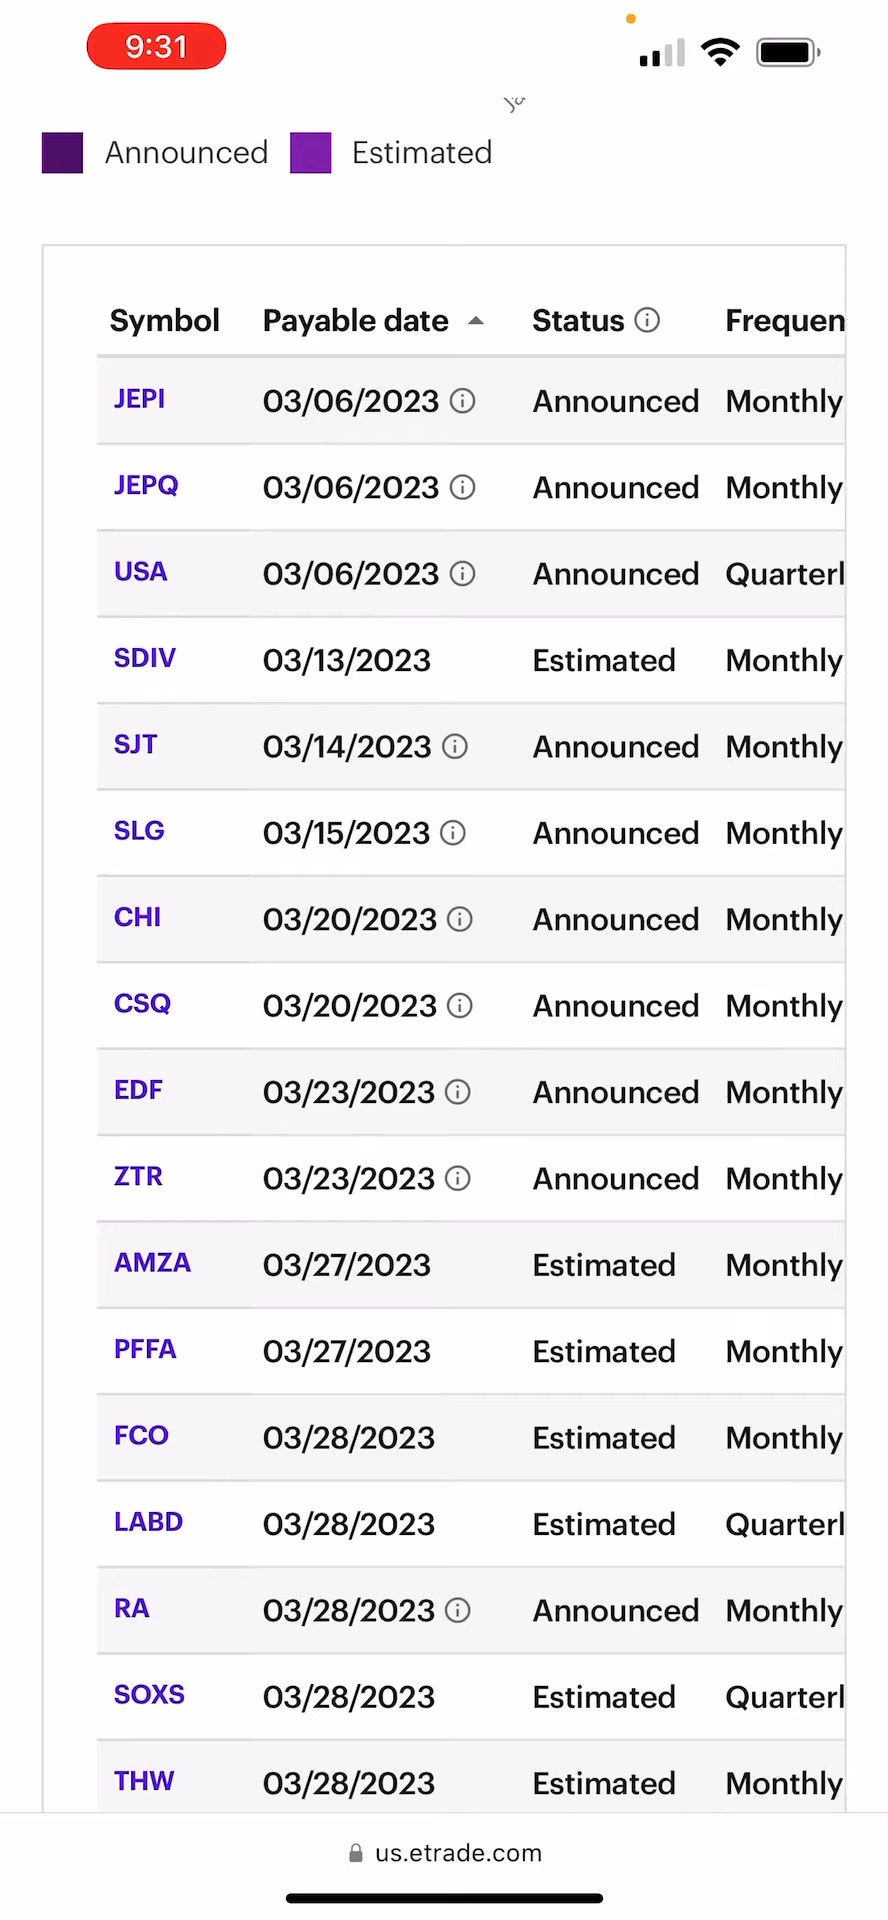 9:31
Announced Estimated
Symbol Payable date Status Frequen
JEPI 03/06/2023 Announced Monthly
JEPQ 03/06/2023 Announced Monthly
USA 03/06/2023 Announced Quarterl
SDIV 03/13/2023 Estimated Monthly
SJT 03/14/2023 Announced Monthly
SLG 03/15/2023 Announced Monthly
CHI 03/20/2023 Announced Monthly
CSQ 03/20/2023 Announced Monthly
EDF 03/23/2023 Announced Monthly
ZTR 03/23/2023 Announced Monthly
AMZA 03/27/2023 Estimated Monthly
PFFA 03/27/2023 Estimated Monthly
FCO 03/28/2023 Estimated Monthly
LABD 03/28/2023 Estimated Quarterl
RA 03/28/2023 Announced Monthly
SOXS 03/28/2023 Estimated Quarterl
THW 03/28/2023 Estimated Monthly
us.etrade.com